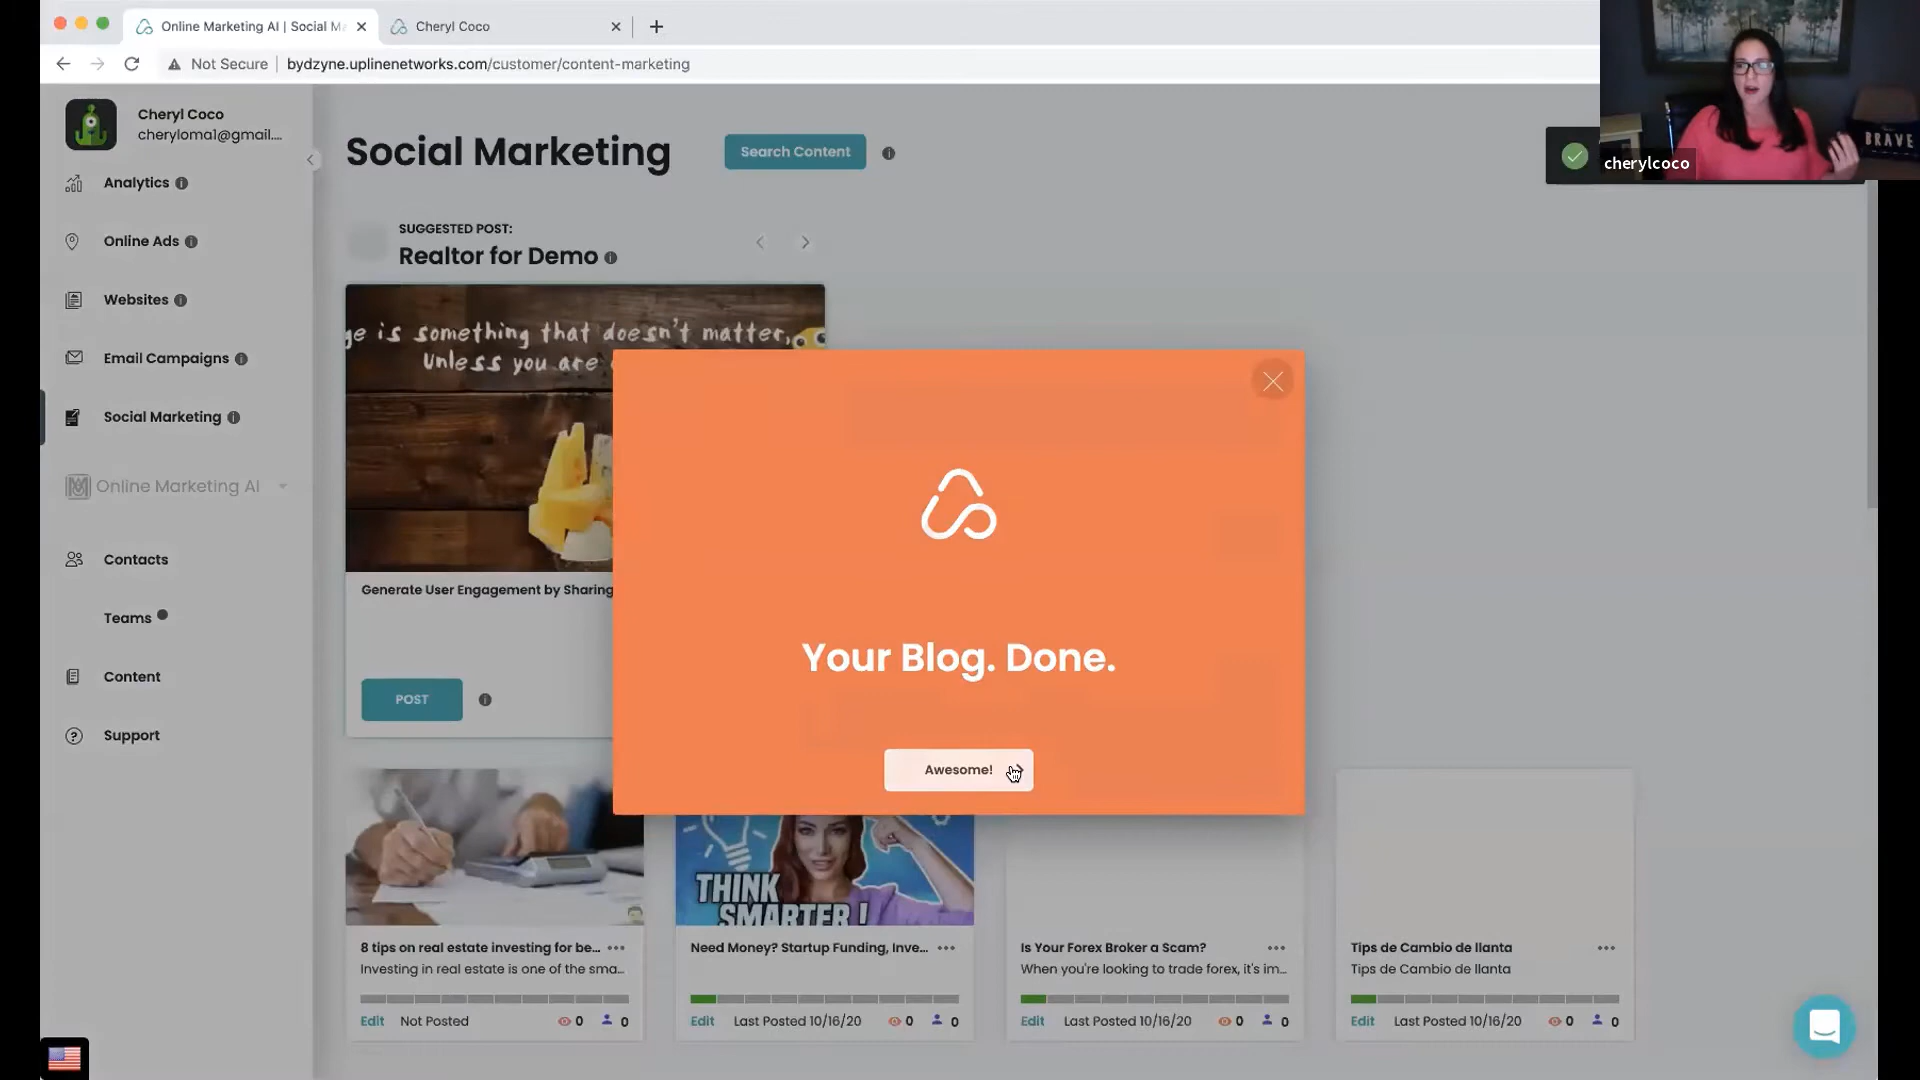 Online Marketing AI | Social Ma
Cheryl Coco
Not Secure
bydzyne.uplinenetworks.com/customer/content-marketing
BRAVE
cherylcoco
Cheryl Coco
cheryloma1@gmail....
Analytics
Online Ads
Websites
Email Campaigns
Social Marketing
Online Marketing AI
Contacts
Teams
Content
Support
Social Marketing
Search Content
SUGGESTED POST:
Realtor for Demo
ge is something that doesn't matter,
Unless you are
Generate User Engagement by Sharing
POST
Your Blog. Done.
Awesome!
8 tips on real estate investing for be...
Investing in real estate is one of the sma...
Edit Not Posted 0 0
THINK
SMARTER!
Need Money? Startup Funding, Inve...
Edit Last Posted 10/16/20 0 0
Is Your Forex Broker a Scam?
When you're looking to trade forex, it's im...
Edit Last Posted 10/16/20 0 0
Tips de Cambio de llanta
Tips de Cambio de llanta
Edit Last Posted 10/16/20 0 0